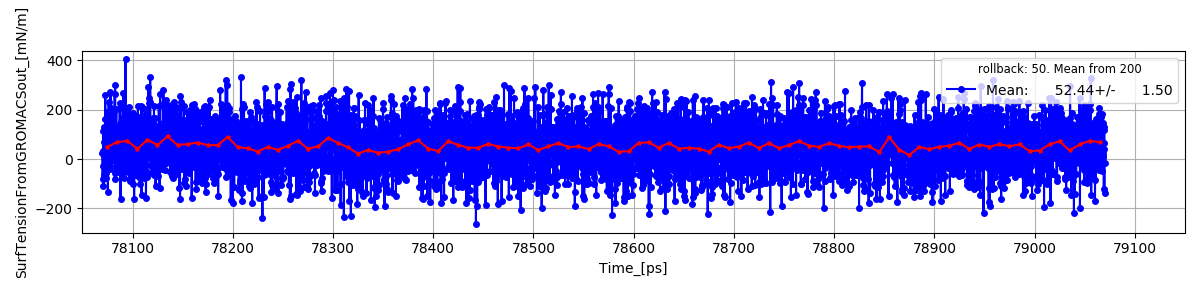 SurfTensionFromGROMACSout_[mN/m]
400
200
0
−200
rollback: 50. Mean from 200
Mean: 52.44+/- 1.50
78100 78200 78300 78400 78500 78600 78700 78800 78900 79000 79100
Time_[ps]